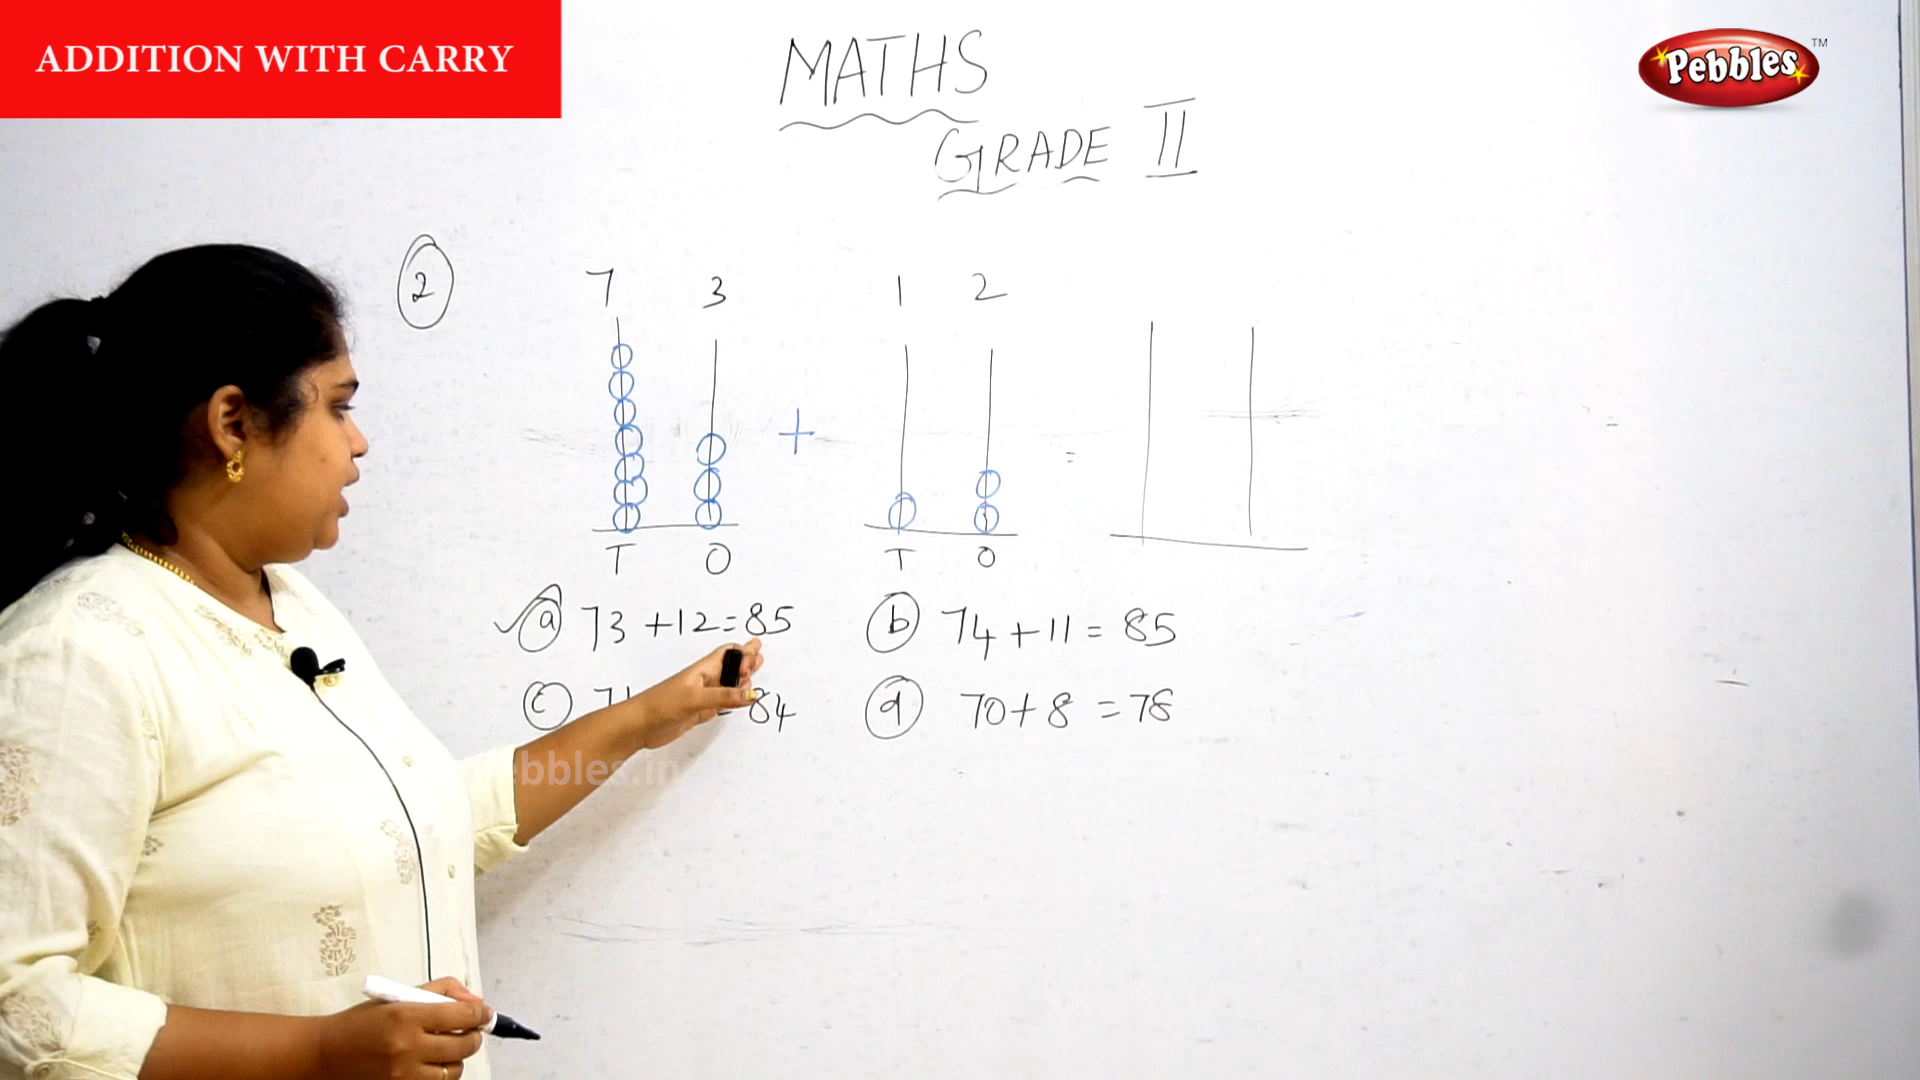 ADDITION WITH CARRY
Pebbles TM
MATHS
GRADE II
2 7 3 1 2
+ =
T O T O
✓ a 73 + 12 = 85 b 74 + 11 = 85
c = 84 d 70 + 8 = 78